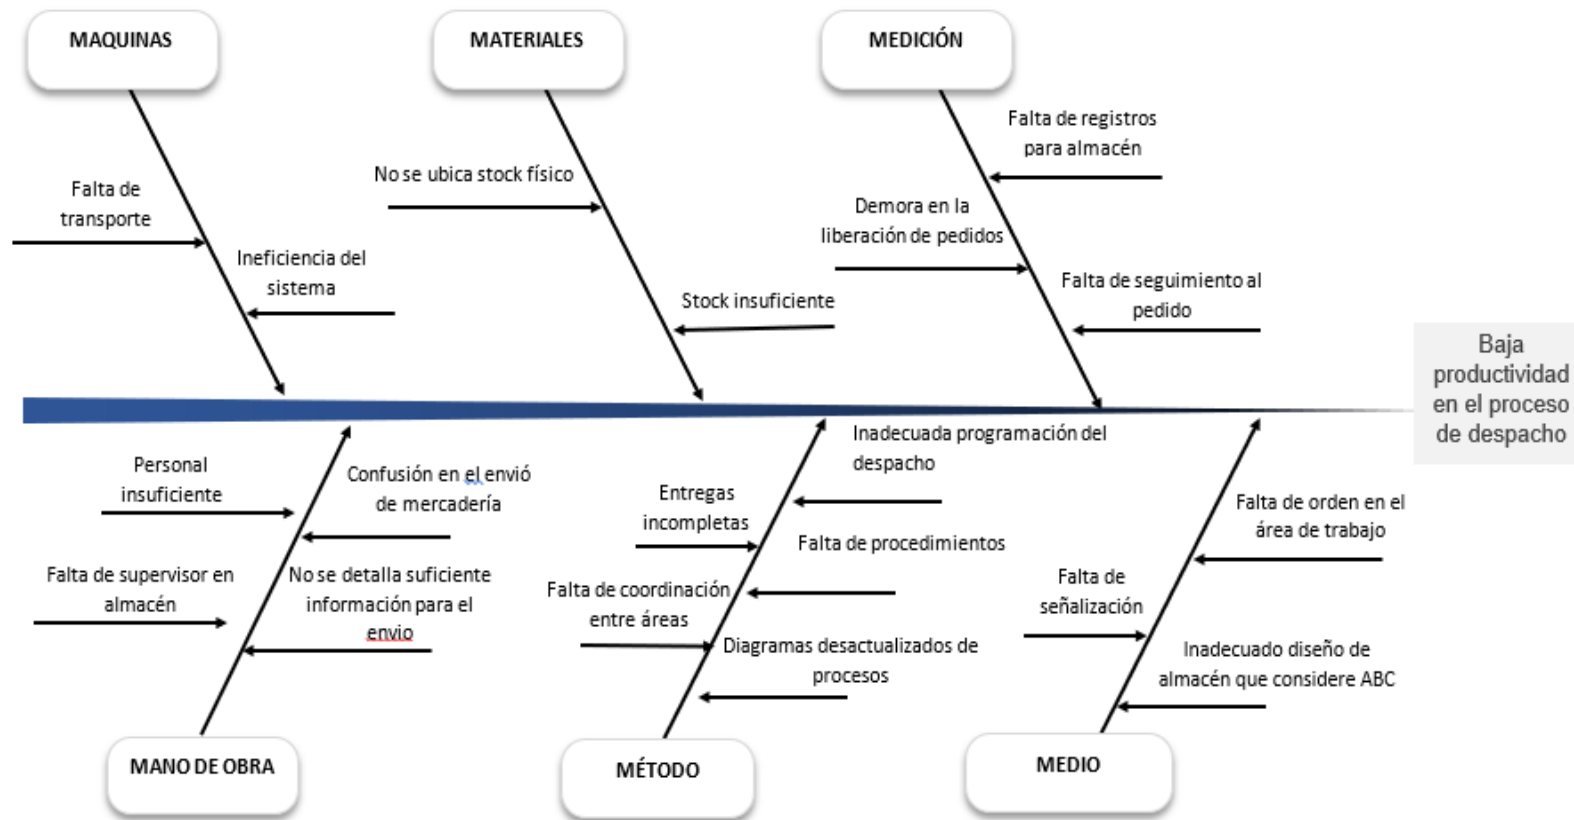 MAQUINAS
MATERIALES
MEDICIÓN
Falta de
transporte
Ineficiencia del
sistema
No se ubica stock físico
Stock insuficiente
Falta de registros
para almacén
Demora en la
liberación de pedidos
Falta de seguimiento al
pedido
Baja
productividad
en el proceso
de despacho
Personal
insuficiente
Confusión en el envió
de mercadería
Falta de supervisor en
almacén
No se detalla suficiente
información para el
envio
Inadecuada programación del
despacho
Entregas
incompletas
Falta de procedimientos
Falta de coordinación
entre áreas
Diagramas desactualizados de
procesos
Falta de orden en el
área de trabajo
Falta de
señalización
Inadecuado diseño de
almacén que considere ABC
MANO DE OBRA
MÉTODO
MEDIO